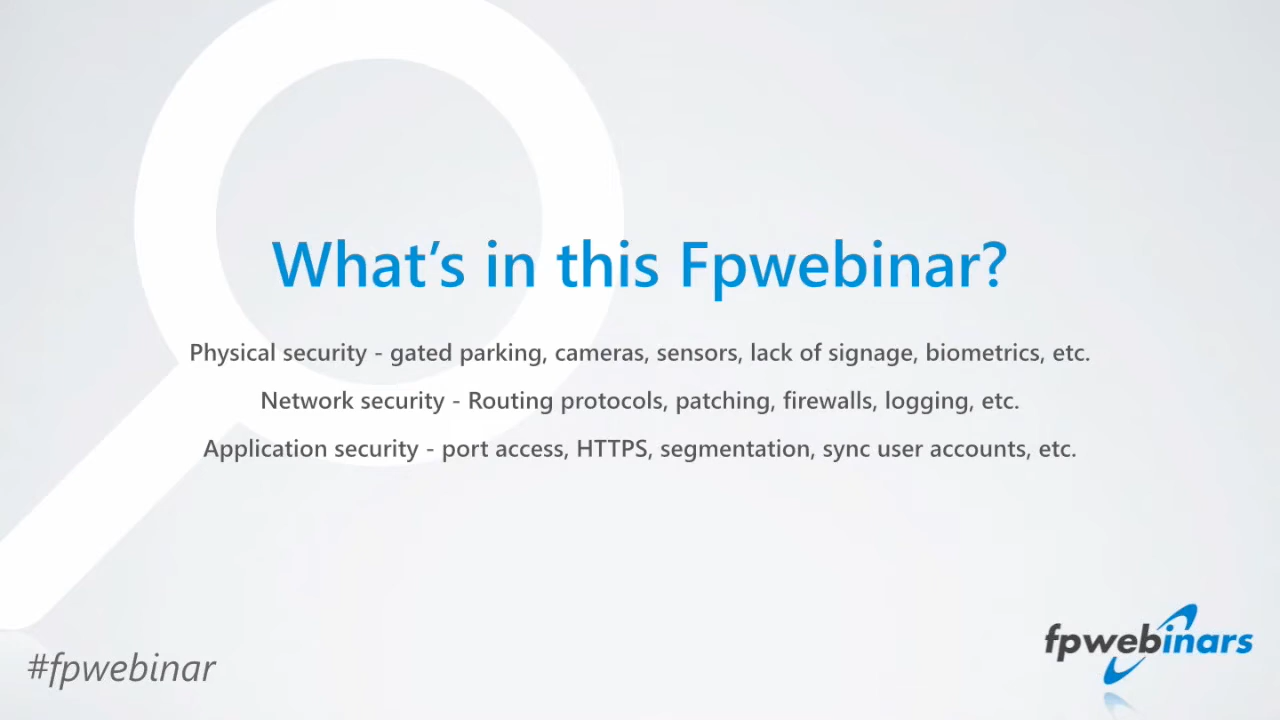 What's in this Fpwebinar?
Physical security - gated parking, cameras, sensors, lack of signage, biometrics, etc.
Network security - Routing protocols, patching, firewalls, logging, etc.
Application security - port access, HTTPS, segmentation, sync user accounts, etc.
#fpwebinar
fpwebinars